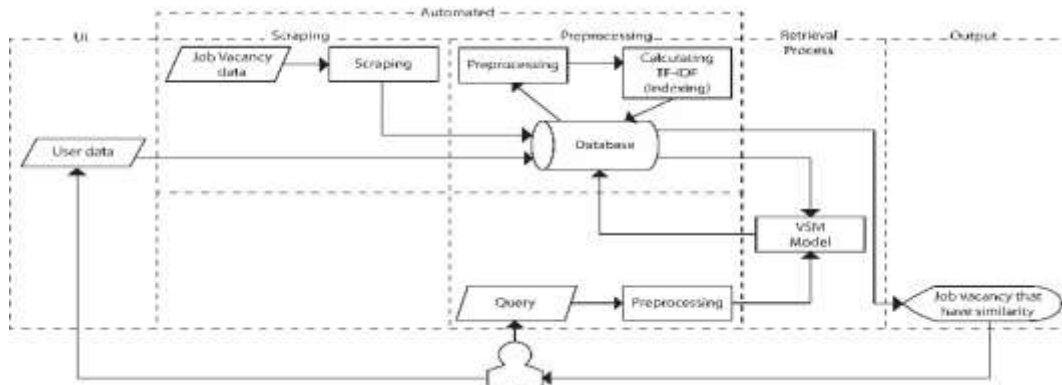 Automated
UI
Scraping
Preprocessing
Retrieval
Process
Output
Job Vacancy
data
Scraping
Preprocessing
Calculating
TF-IDF
(Indexing)
User data
Database
VSM
Model
Query
Preprocessing
Job vacancy that
have similarity